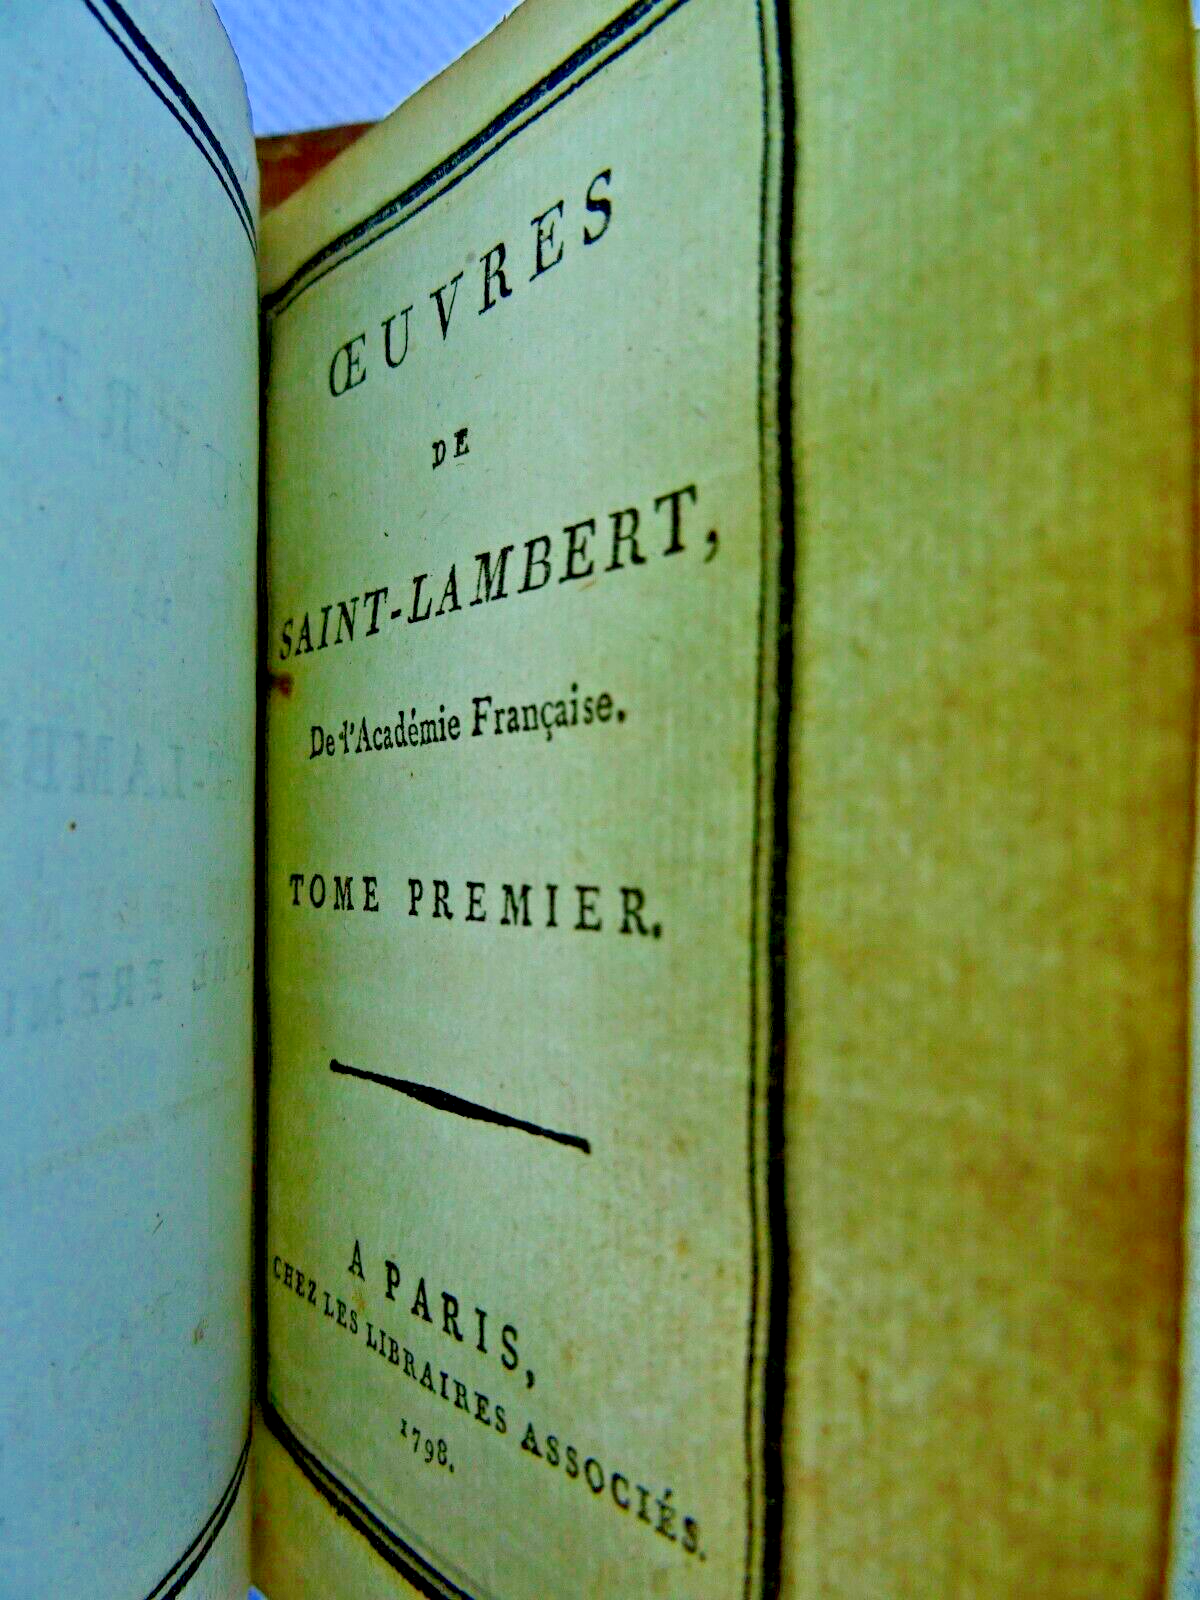 ŒUVRES
DE
SAINT-LAMBERT,
De l'Académie Française.
TOME PREMIER.
A PARIS,
CHEZ LES LIBRAIRES ASSOCIÉS.
1798.